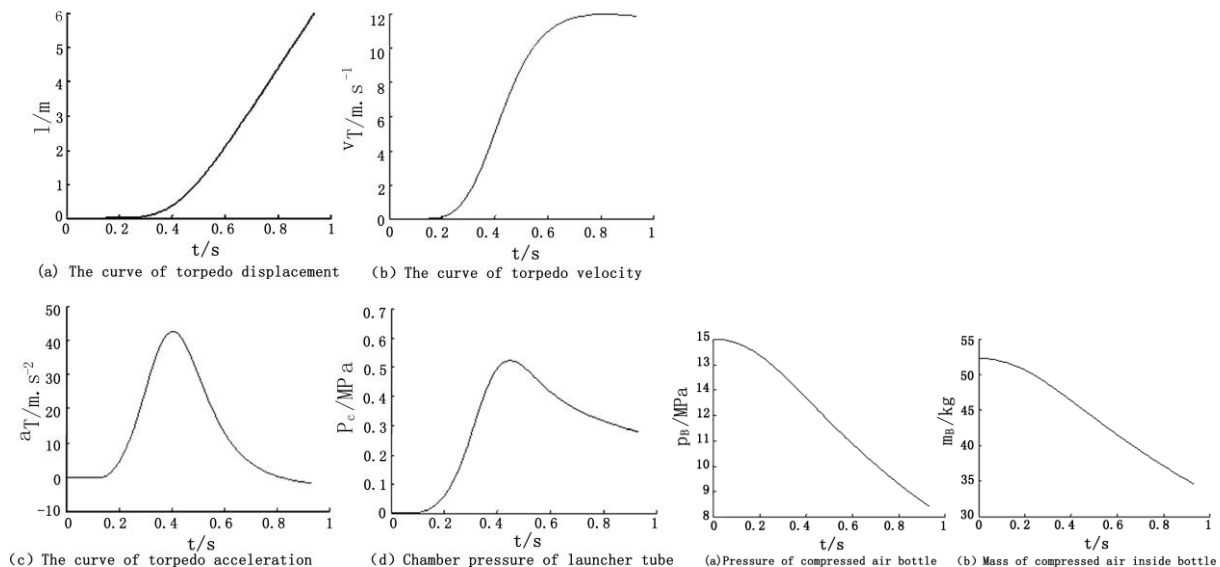 6
5
4
3
2
1
0
l/m
0 0.2 0.4 0.6 0.8 1
t/s
(a) The curve of torpedo displacement
12
10
8
6
4
2
0
vT/m.s⁻¹
0 0.2 0.4 0.6 0.8 1
t/s
(b) The curve of torpedo velocity
50
40
30
20
10
0
-10
aT/m.s⁻²
0 0.2 0.4 0.6 0.8 1
t/s
(c) The curve of torpedo acceleration
0.7
0.6
0.5
0.4
0.3
0.2
0.1
0
Pc/MPa
0 0.2 0.4 0.6 0.8 1
t/s
(d) Chamber pressure of launcher tube
15
13
14
12
11
10
9
8
pB/MPa
0 0.2 0.4 0.6 0.8 1
t/s
(a)Pressure of compressed air bottle
55
50
45
40
35
30
mB/kg
0 0.2 0.4 0.6 0.8 1
t/s
(b) Mass of compressed air inside bottle